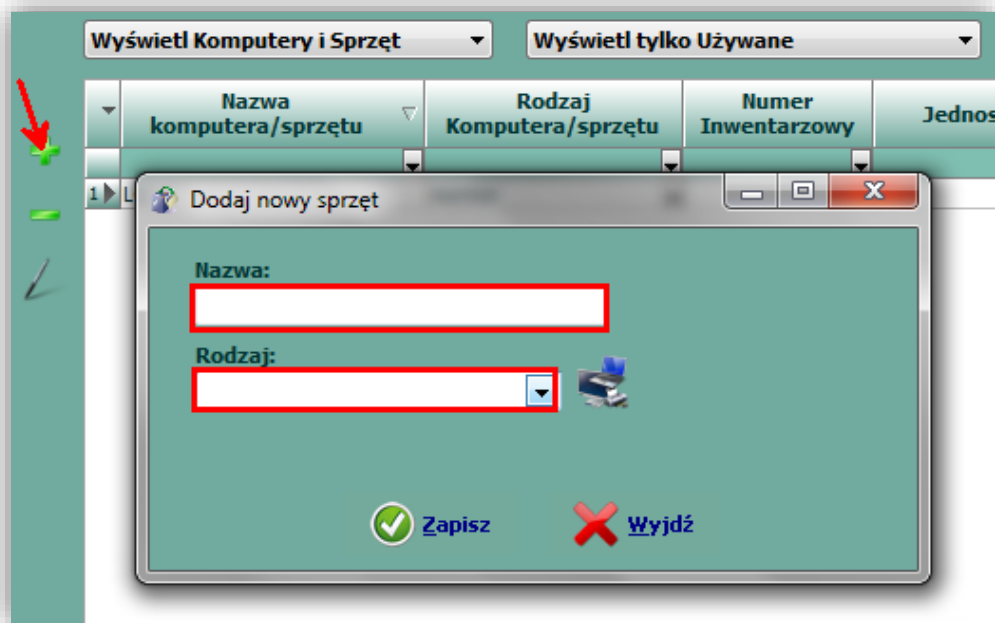 Wyświetl Komputery i Sprzęt Wyświetl tylko Używane
Nazwa komputera/sprzętu Rodzaj Komputera/sprzętu Numer Inwentarzowy Jednos
1 L
Dodaj nowy sprzęt
Nazwa:
Rodzaj:
Zapisz Wyjdź